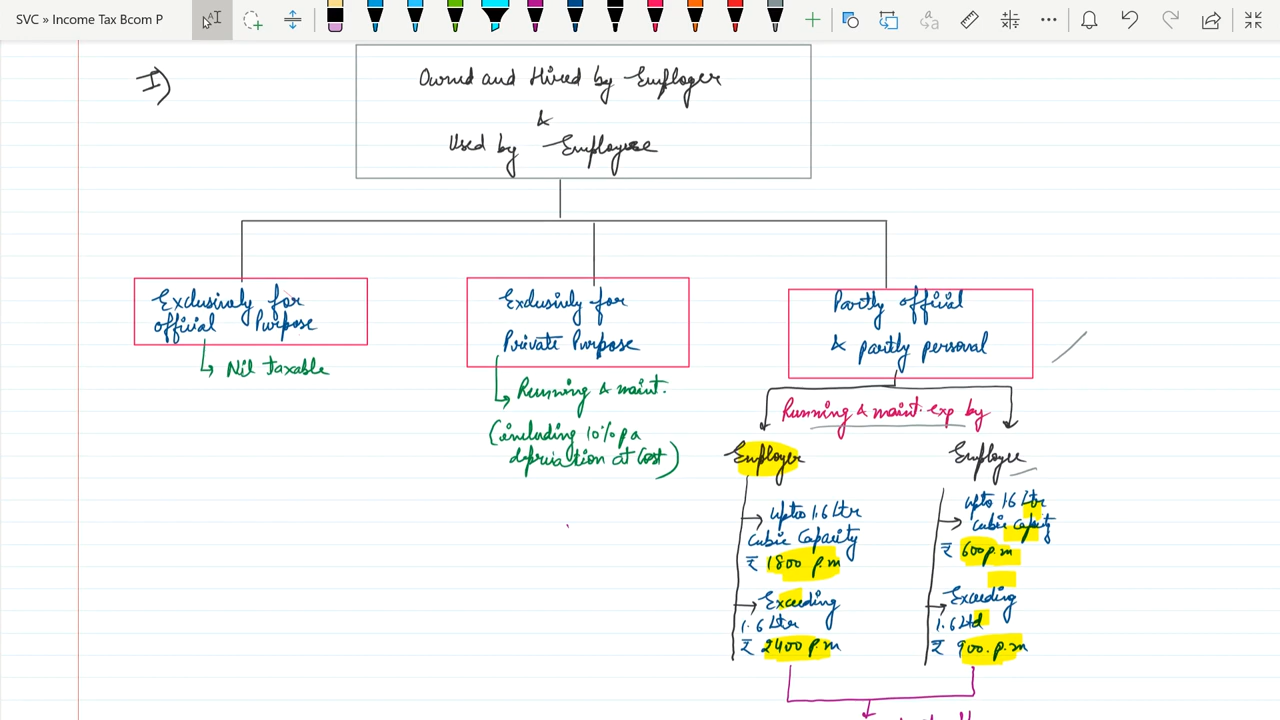 SVC » Income Tax Bcom P
I)
Owned and Hired by Employer
&
Used by Employee
Exclusively for
official Purpose
Nil taxable
Exclusively for
Private Purpose
Running & maint.
(including 10% pa
depriation at Cost)
Partly official
& partly personal
Running & maint. exp by
Employer
upto 1.6 Ltr
Cubic Capacity
₹ 1800 p.m
Exceeding
1.6 Ltr
₹ 2400 p.m
Employee
upto 1.6 Ltr
cubic capacity
₹ 600 p.m
Exceeding
1.6 Ltd
₹ 900. p.m